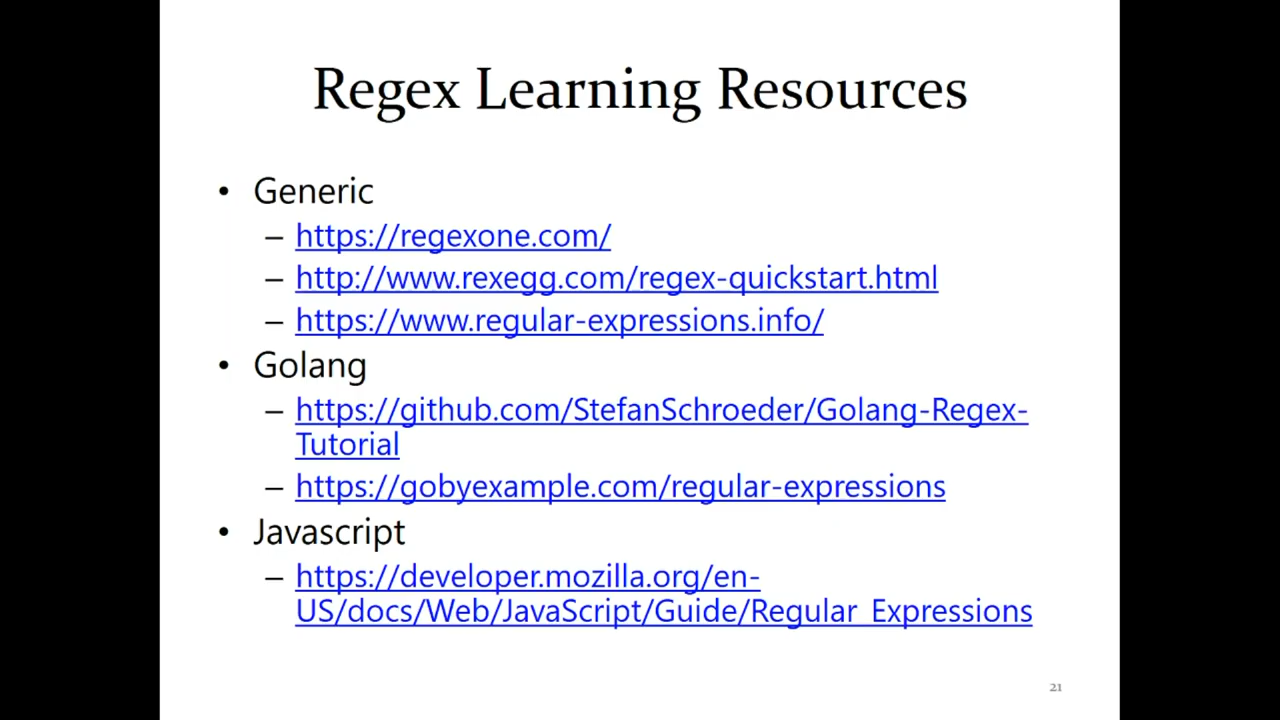 Regex Learning Resources
• Generic
– https://regexone.com/
– http://www.rexegg.com/regex-quickstart.html
– https://www.regular-expressions.info/
• Golang
– https://github.com/StefanSchroeder/Golang-Regex-
Tutorial
– https://gobyexample.com/regular-expressions
• Javascript
– https://developer.mozilla.org/en-
US/docs/Web/JavaScript/Guide/Regular_Expressions
21